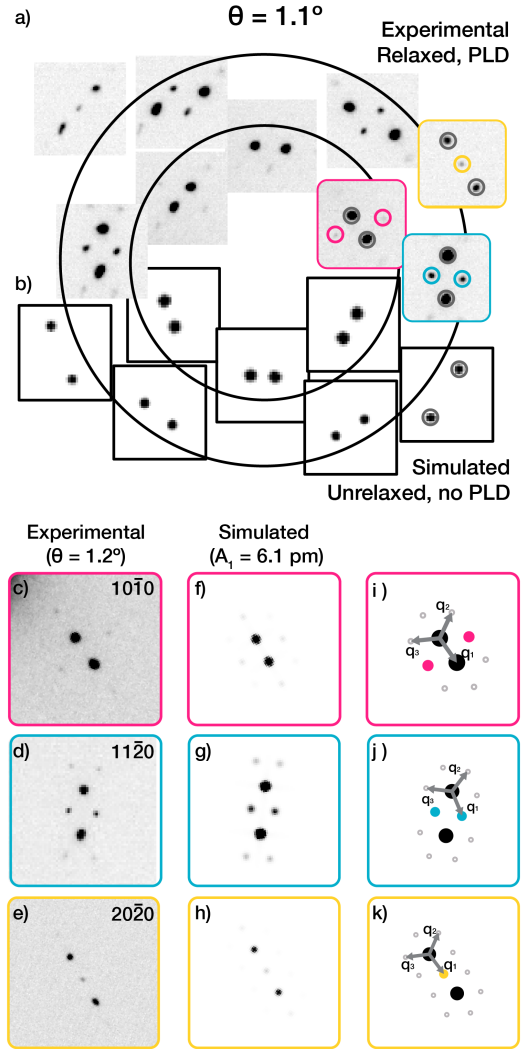 a)
θ = 1.1°
Experimental
Relaxed, PLD
b)
Simulated
Unrelaxed, no PLD
Experimental
(θ = 1.2°)
Simulated
(A₁ = 6.1 pm)
c)
101̅0
f)
i )
q₂
q₃
q₁
d)
112̅0
g)
j )
q₂
q₃
q₁
e)
202̅0
h)
k)
q₂
q₃
q₁